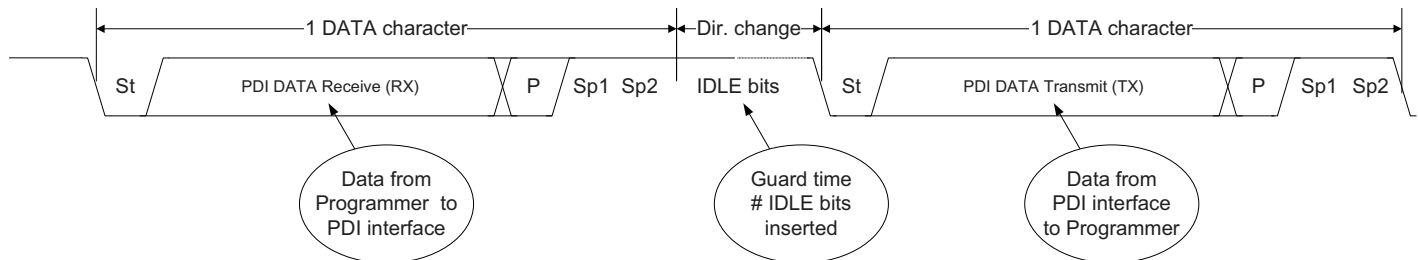 1 DATA character
Dir. change
1 DATA character
St
PDI DATA Receive (RX)
P
Sp1
Sp2
IDLE bits
St
PDI DATA Transmit (TX)
P
Sp1
Sp2
Data from
Programmer to
PDI interface
Guard time
# IDLE bits
inserted
Data from
PDI interface
to Programmer